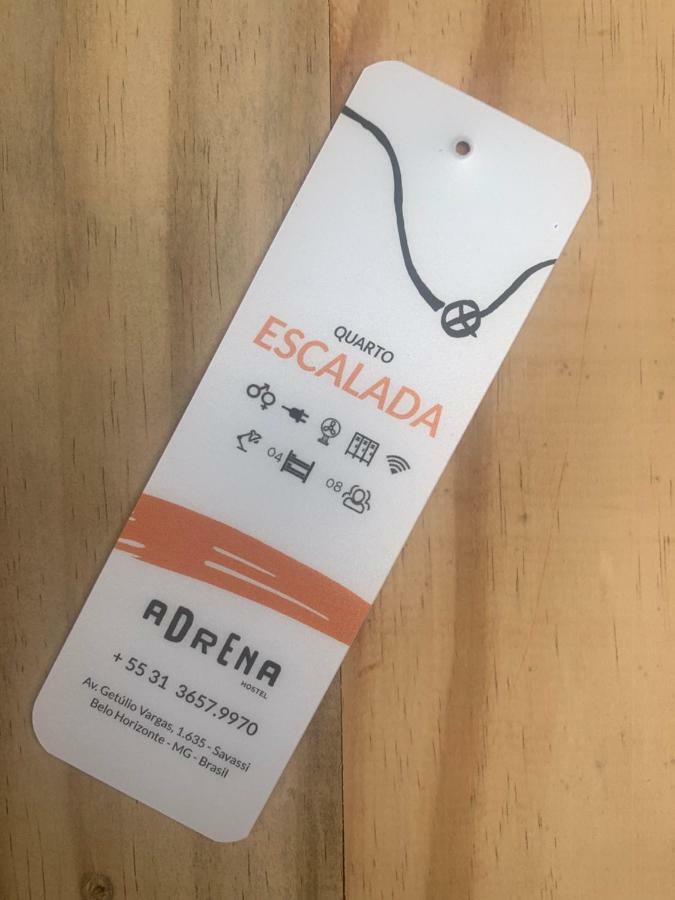 QUARTO
ESCALADA
04
08
ADRENA
HOSTEL
+ 55 31 3657.9970
Av. Getúlio Vargas, 1.635 - Savassi
Belo Horizonte - MG - Brasil